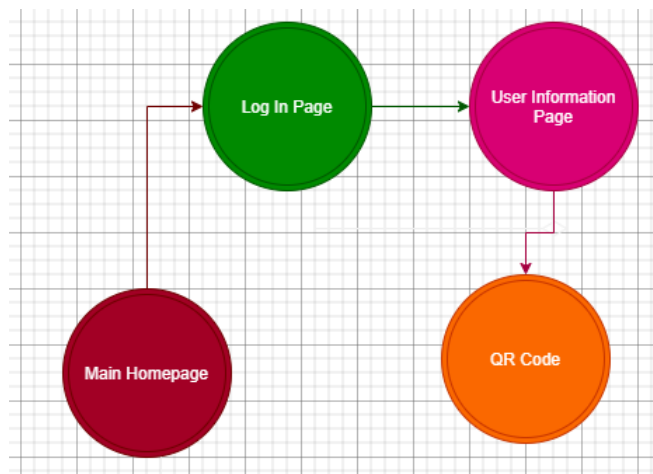 Log In Page
User Information
Page
Main Homepage
QR Code